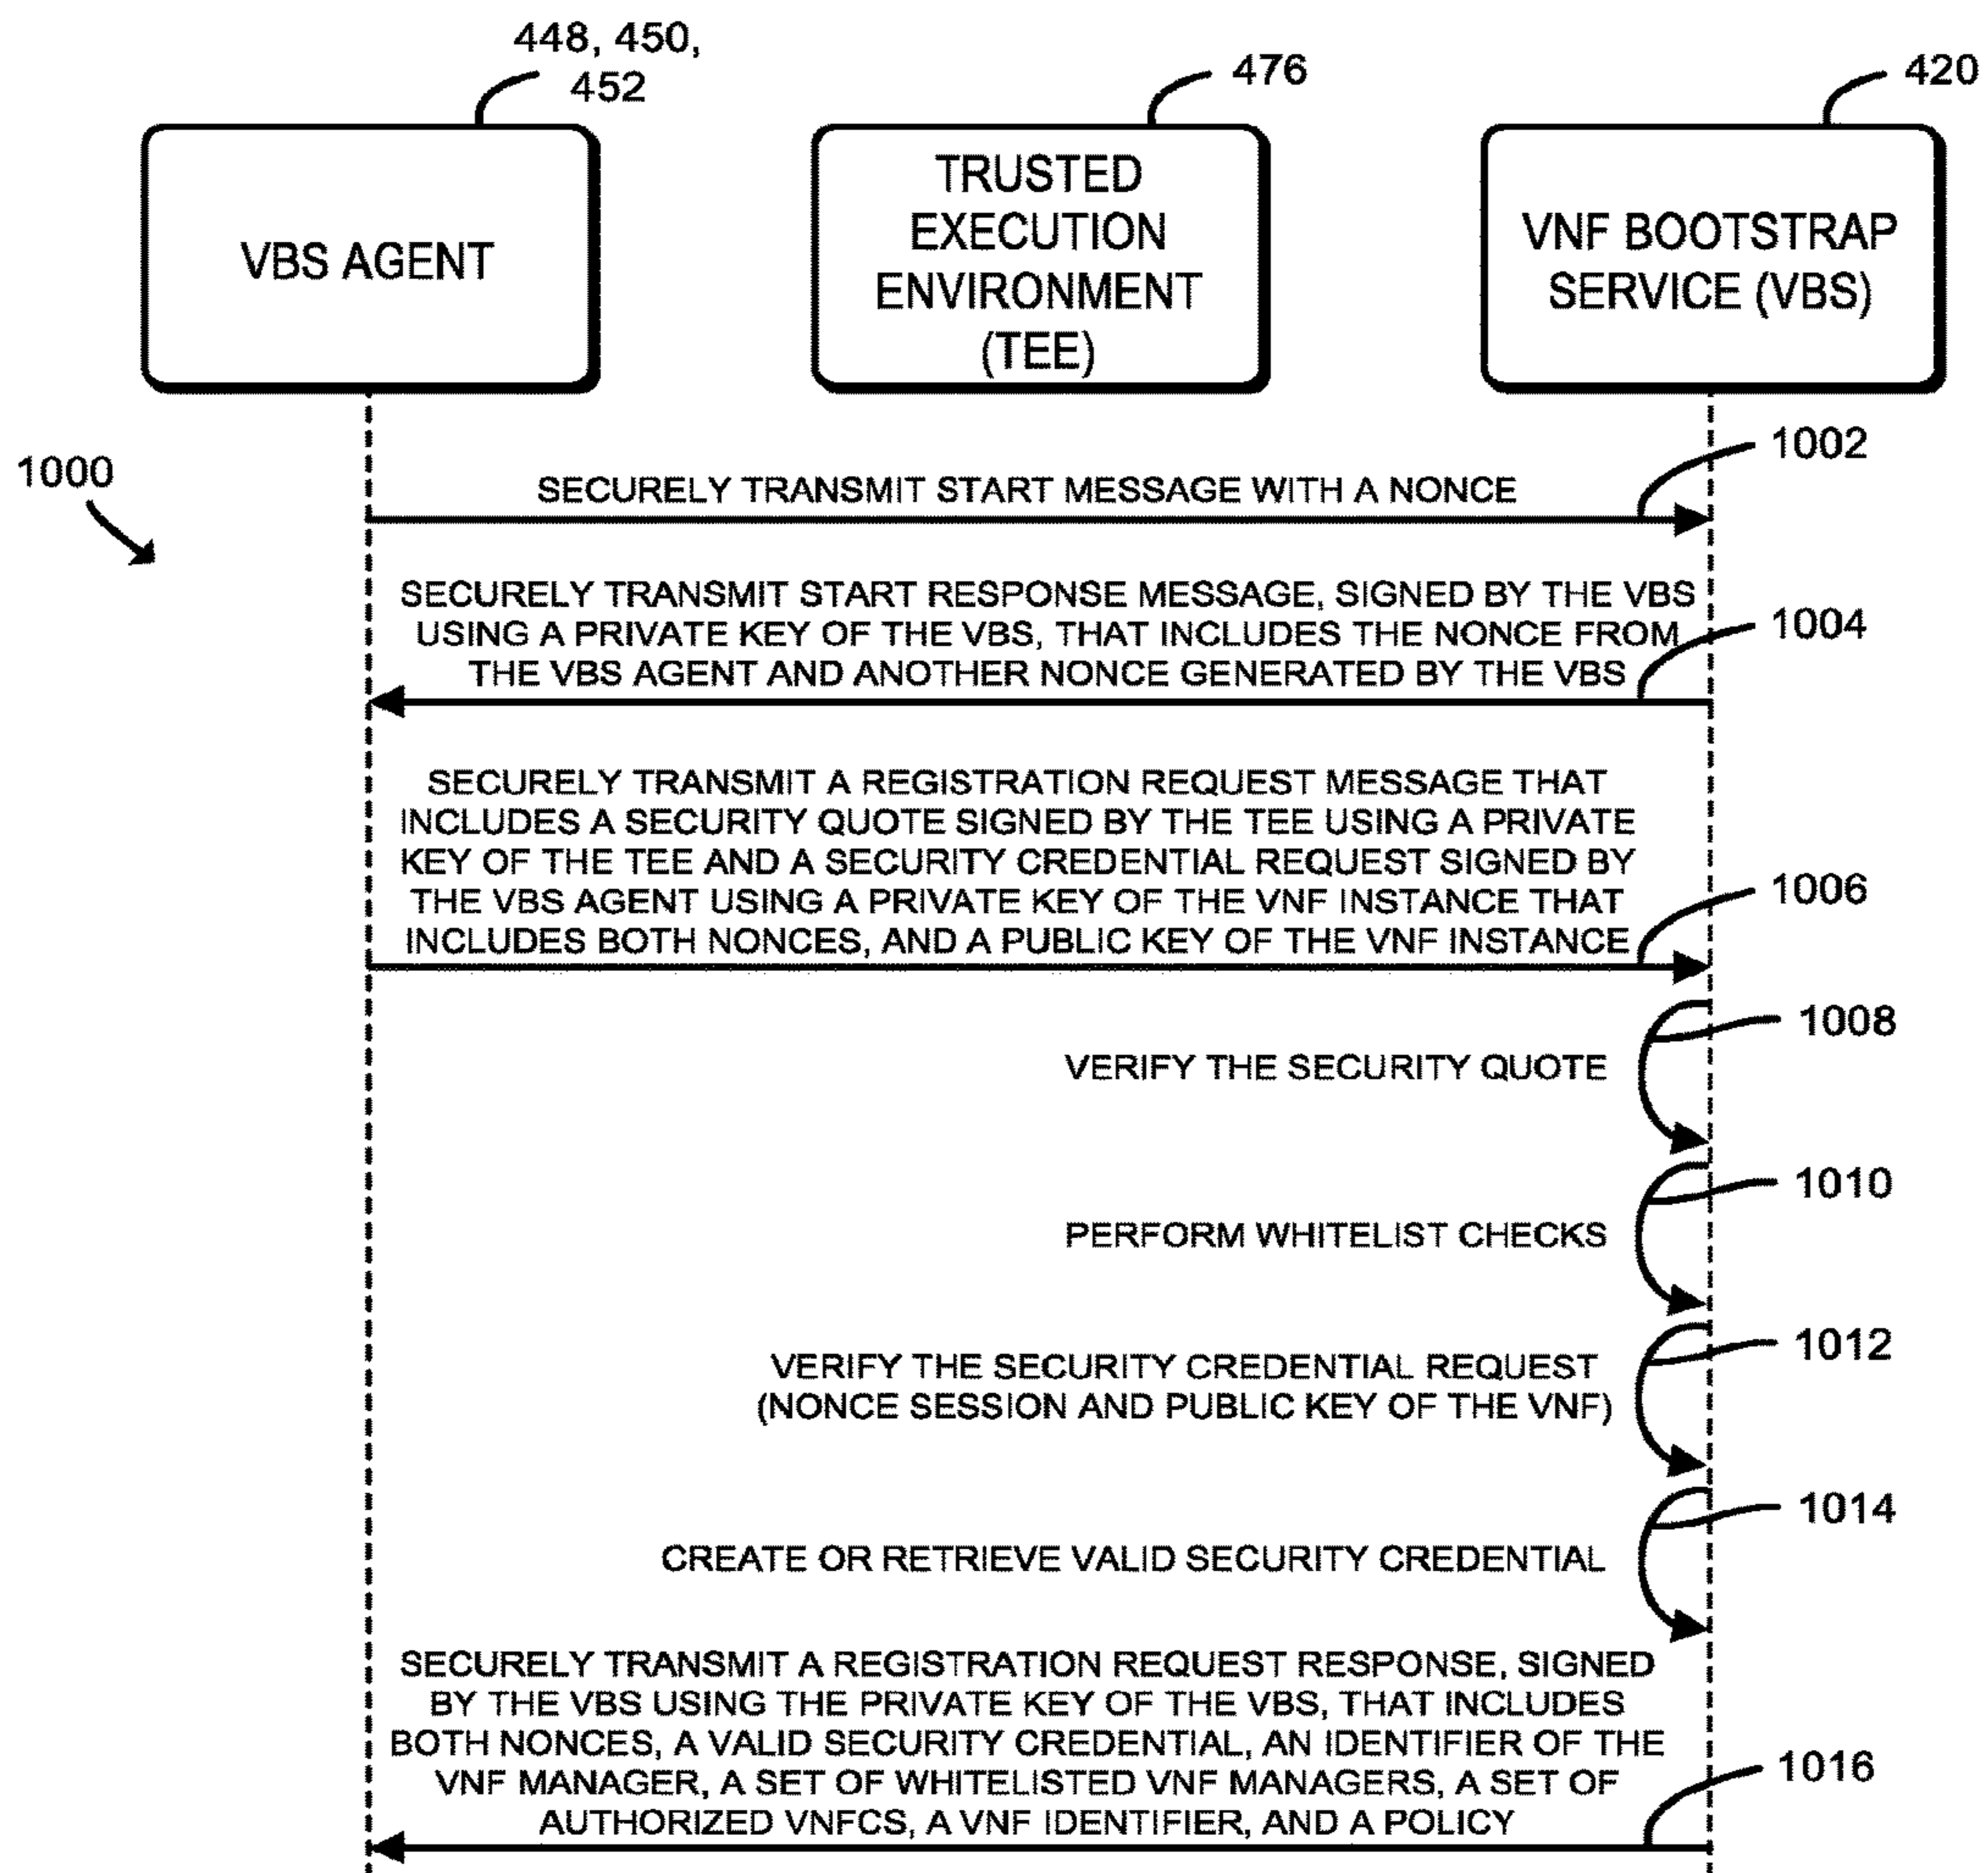 448, 450,
452
476
420
VBS AGENT
TRUSTED
EXECUTION
ENVIRONMENT
(TEE)
VNF BOOTSTRAP
SERVICE (VBS)
1000
1002
SECURELY TRANSMIT START MESSAGE WITH A NONCE
SECURELY TRANSMIT START RESPONSE MESSAGE, SIGNED BY THE VBS
USING A PRIVATE KEY OF THE VBS, THAT INCLUDES THE NONCE FROM
THE VBS AGENT AND ANOTHER NONCE GENERATED BY THE VBS
1004
SECURELY TRANSMIT A REGISTRATION REQUEST MESSAGE THAT
INCLUDES A SECURITY QUOTE SIGNED BY THE TEE USING A PRIVATE
KEY OF THE TEE AND A SECURITY CREDENTIAL REQUEST SIGNED BY
THE VBS AGENT USING A PRIVATE KEY OF THE VNF INSTANCE THAT
INCLUDES BOTH NONCES, AND A PUBLIC KEY OF THE VNF INSTANCE
1006
1008
VERIFY THE SECURITY QUOTE
1010
PERFORM WHITELIST CHECKS
1012
VERIFY THE SECURITY CREDENTIAL REQUEST
(NONCE SESSION AND PUBLIC KEY OF THE VNF)
1014
CREATE OR RETRIEVE VALID SECURITY CREDENTIAL
SECURELY TRANSMIT A REGISTRATION REQUEST RESPONSE, SIGNED
BY THE VBS USING THE PRIVATE KEY OF THE VBS, THAT INCLUDES
BOTH NONCES, A VALID SECURITY CREDENTIAL, AN IDENTIFIER OF THE
VNF MANAGER, A SET OF WHITELISTED VNF MANAGERS, A SET OF
AUTHORIZED VNFCS, A VNF IDENTIFIER, AND A POLICY
1016